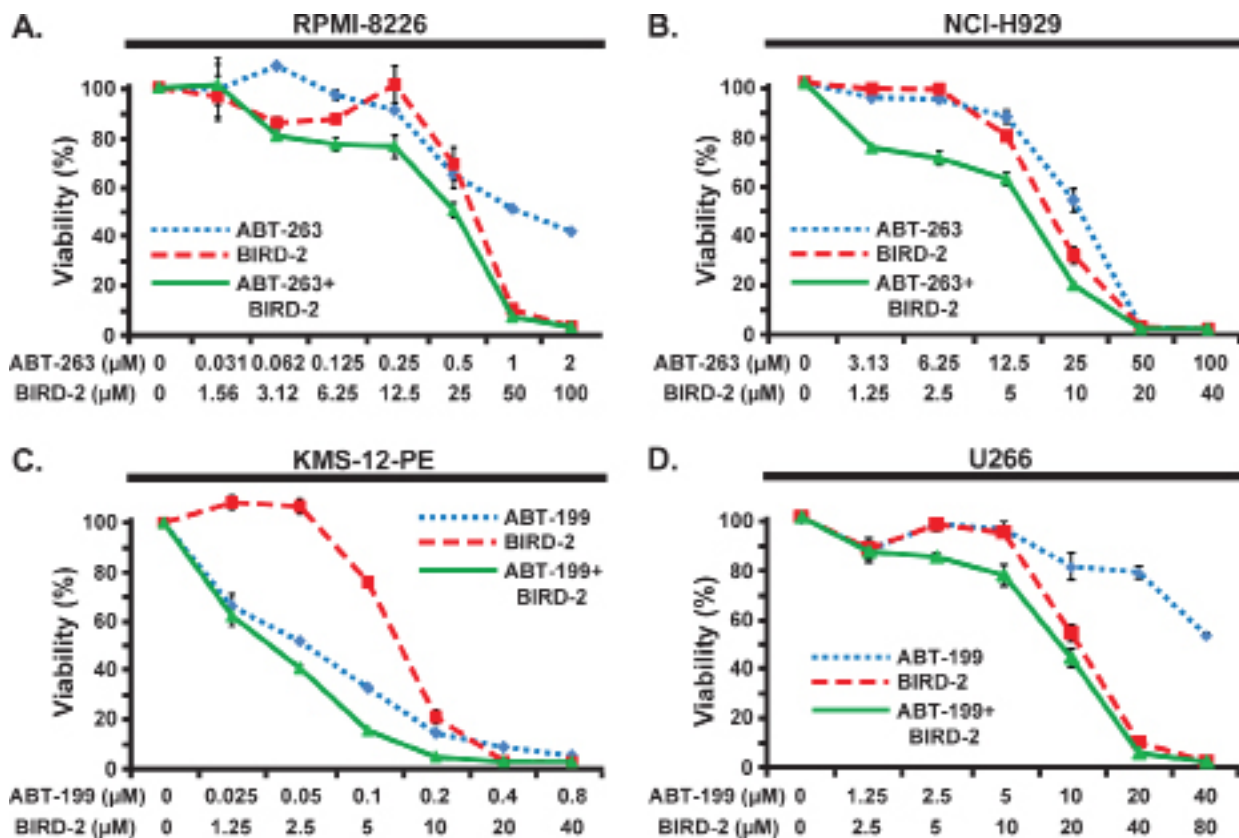 A.
RPMI-8226
Viability (%)
100
80
60
40
20
0
ABT-263
BIRD-2
ABT-263+
BIRD-2
ABT-263 (µM) 0 0.031 0.062 0.125 0.25 0.5 1 2
BIRD-2 (µM) 0 1.56 3.12 6.25 12.5 25 50 100
B.
NCI-H929
Viability (%)
100
80
60
40
20
0
ABT-263
BIRD-2
ABT-263+
BIRD-2
ABT-263 (µM) 0 3.13 6.25 12.5 25 50 100
BIRD-2 (µM) 0 1.25 2.5 5 10 20 40
C.
KMS-12-PE
Viability (%)
100
80
60
40
20
0
ABT-199
BIRD-2
ABT-199+
BIRD-2
ABT-199 (µM) 0 0.025 0.05 0.1 0.2 0.4 0.8
BIRD-2 (µM) 0 1.25 2.5 5 10 20 40
D.
U266
Viability (%)
100
80
60
40
20
0
ABT-199
BIRD-2
ABT-199+
BIRD-2
ABT-199 (µM) 0 1.25 2.5 5 10 20 40
BIRD-2 (µM) 0 2.5 5 10 20 40 80